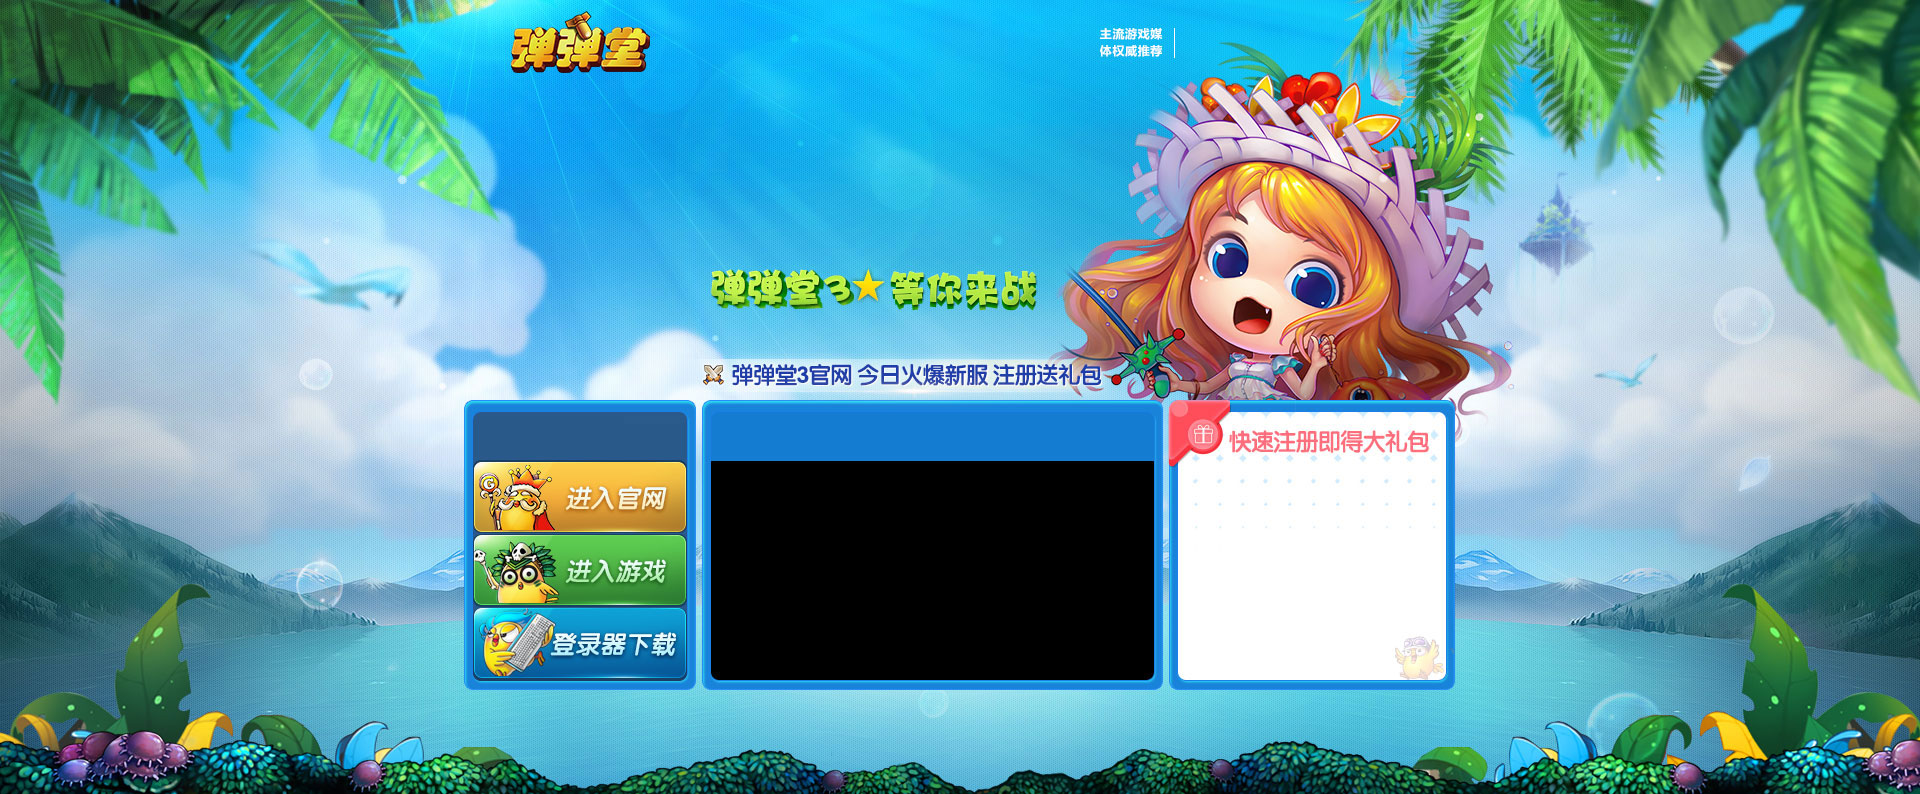 弹弹堂
主流游戏媒
体权威推荐
弹弹堂3★等你来战
弹弹堂3官网 今日火爆新服 注册送礼包
快速注册即得大礼包
G
进入官网
进入游戏
登录器下载